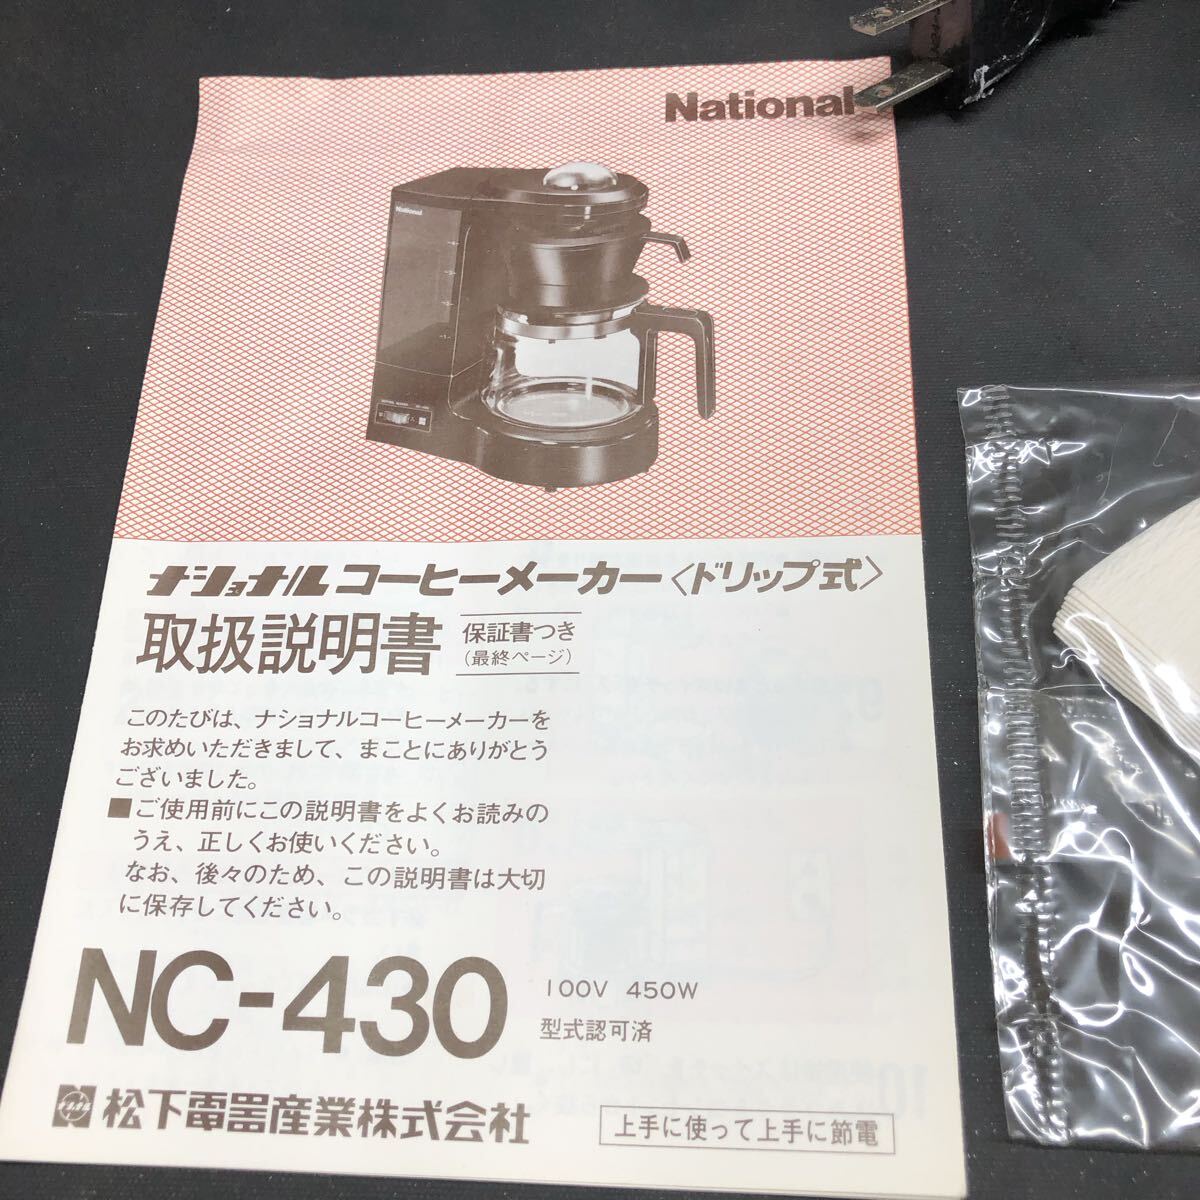 National
National
ナショナル コーヒーメーカー〈ドリップ式〉
取扱説明書
保証書つき
(最終ページ)
このたびは、ナショナルコーヒーメーカーを
お求めいただきまして、まことにありがとう
ございました。
■ご使用前にこの説明書をよくお読みの
うえ、正しくお使いください。
なお、後々のため、この説明書は大切
に保存してください。
NC-430
100V 450W
型式認可済
ナショナル
松下電器産業株式会社
上手に使って上手に節電